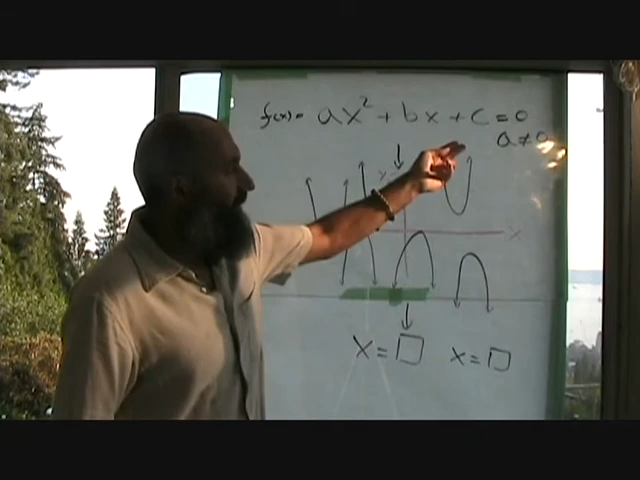 f(x)= ax² + bx + c = 0
a ≠ 0
y
x
x = □ x = □